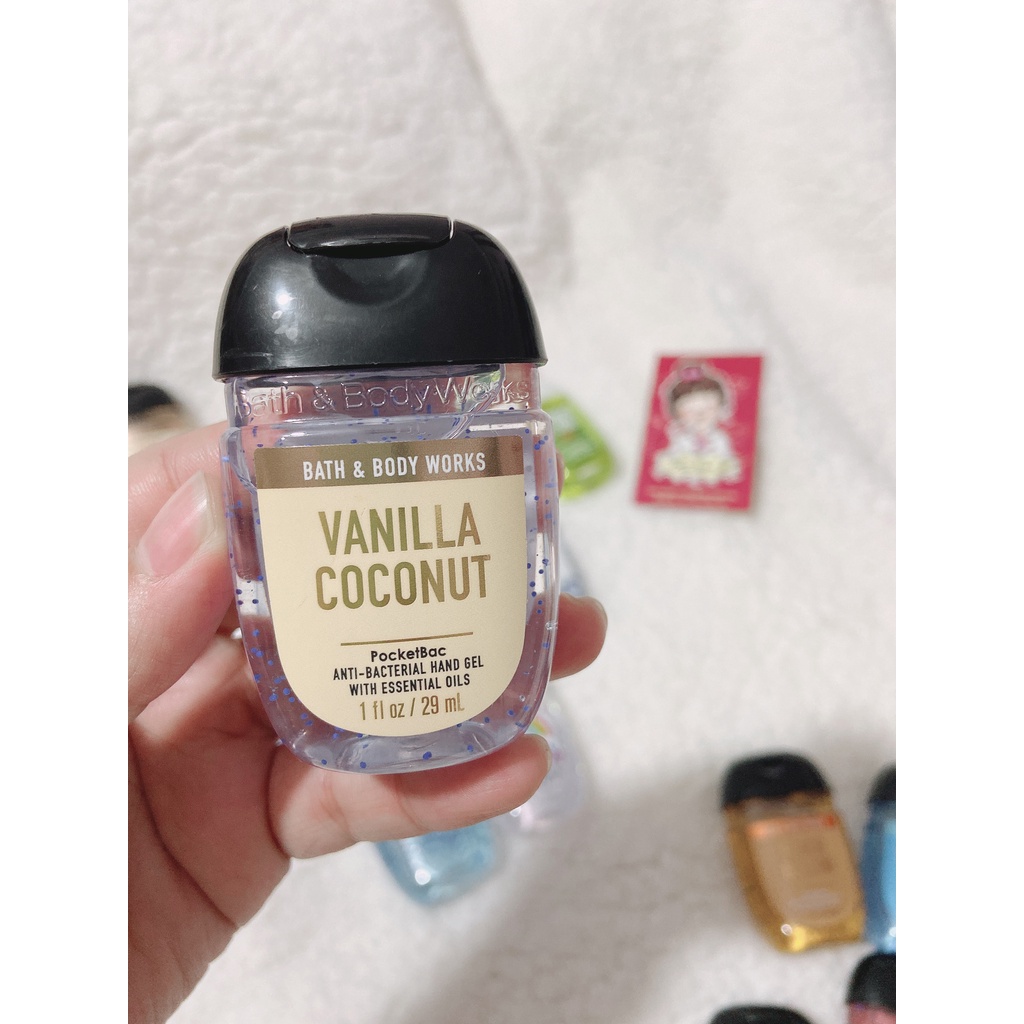 Bath & Body Works
BATH & BODY WORKS
VANILLA
COCONUT
PocketBac
ANTI-BACTERIAL HAND GEL
WITH ESSENTIAL OILS
1 fl oz / 29 mL